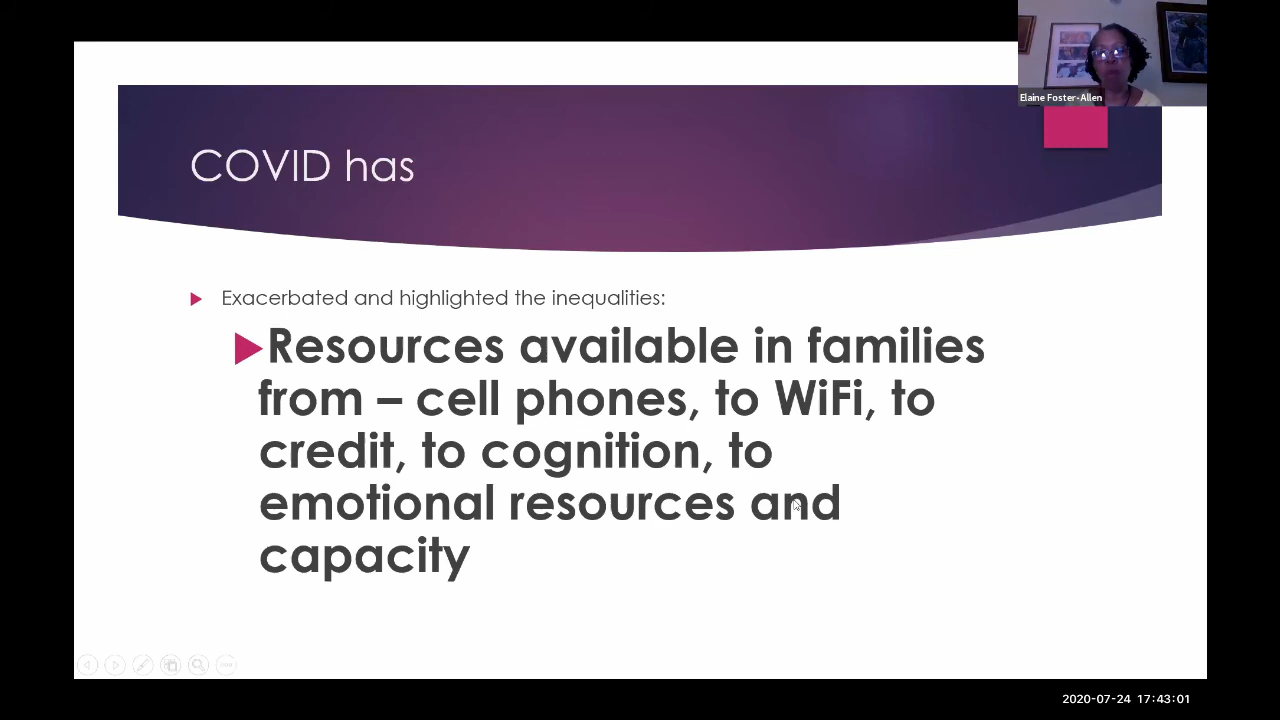 Elaine Foster-Allen
COVID has
Exacerbated and highlighted the inequalities:
Resources available in families
from – cell phones, to WiFi, to
credit, to cognition, to
emotional resources and
capacity
2020-07-24 17:43:01